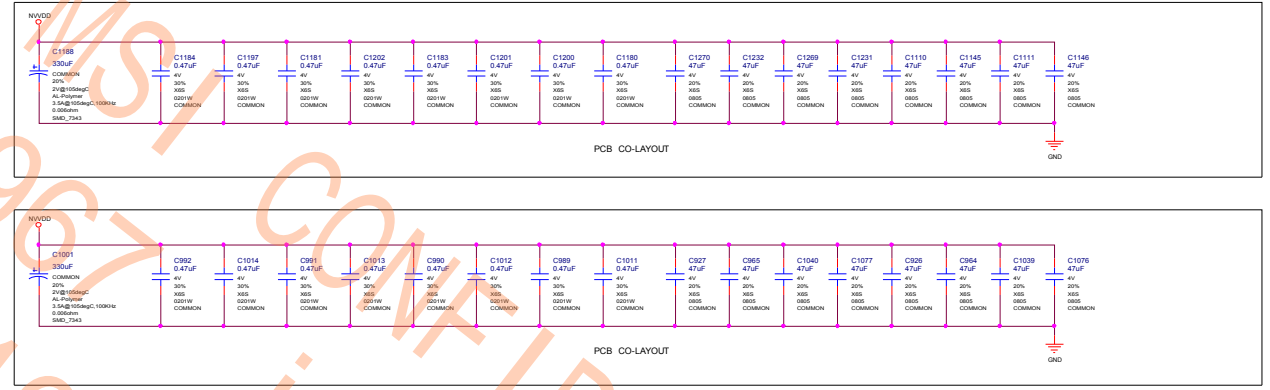 NVVDD
C1188
330uF
COMMON
20%
2V@105degC
AL-Polymer
3.5A@105degC,100KHz
0.006ohm
SMD_7343
C1184
0.47uF
4V
30%
X6S
0201W
COMMON
C1197
0.47uF
4V
30%
X6S
0201W
COMMON
C1181
0.47uF
4V
30%
X6S
0201W
COMMON
C1202
0.47uF
4V
30%
X6S
0201W
COMMON
C1183
0.47uF
4V
30%
X6S
0201W
COMMON
C1201
0.47uF
4V
30%
X6S
0201W
COMMON
C1200
0.47uF
4V
30%
X6S
0201W
COMMON
C1180
0.47uF
4V
30%
X6S
0201W
COMMON
C1270
47uF
4V
20%
X6S
0805
COMMON
C1232
47uF
4V
20%
X6S
0805
COMMON
C1269
47uF
4V
20%
X6S
0805
COMMON
C1231
47uF
4V
20%
X6S
0805
COMMON
C1110
47uF
4V
20%
X6S
0805
COMMON
C1145
47uF
4V
20%
X6S
0805
COMMON
C1111
47uF
4V
20%
X6S
0805
COMMON
C1146
47uF
4V
20%
X6S
0805
COMMON
PCB CO-LAYOUT
GND
NVVDD
C1001
330uF
COMMON
20%
2V@105degC
AL-Polymer
3.5A@105degC,100KHz
0.006ohm
SMD_7343
C992
0.47uF
4V
30%
X6S
0201W
COMMON
C1014
0.47uF
4V
30%
X6S
0201W
COMMON
C991
0.47uF
4V
30%
X6S
0201W
COMMON
C1013
0.47uF
4V
30%
X6S
0201W
COMMON
C990
0.47uF
4V
30%
X6S
0201W
COMMON
C1012
0.47uF
4V
30%
X6S
0201W
COMMON
C989
0.47uF
4V
30%
X6S
0201W
COMMON
C1011
0.47uF
4V
30%
X6S
0201W
COMMON
C927
47uF
4V
20%
X6S
0805
COMMON
C965
47uF
4V
20%
X6S
0805
COMMON
C1040
47uF
4V
20%
X6S
0805
COMMON
C1077
47uF
4V
20%
X6S
0805
COMMON
C926
47uF
4V
20%
X6S
0805
COMMON
C964
47uF
4V
20%
X6S
0805
COMMON
C1039
47uF
4V
20%
X6S
0805
COMMON
C1076
47uF
4V
20%
X6S
0805
COMMON
PCB CO-LAYOUT
GND
MSI CONFID